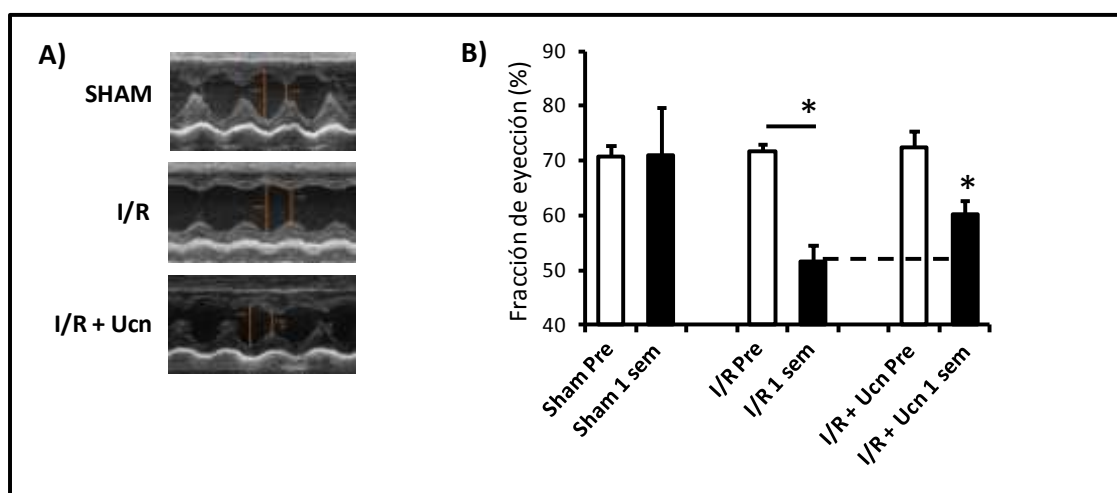 A)
SHAM
I/R
I/R + Ucn
B)
Fracción de eyección (%)
90
80
70
60
50
40
*
*
Sham Pre
Sham 1 sem
I/R Pre
I/R 1 sem
I/R + Ucn Pre
I/R + Ucn 1 sem